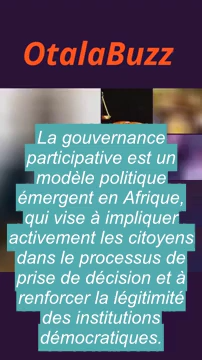 OtalaBuzz
La gouvernance
participative est un
modèle politique
émergent en Afrique,
qui vise à impliquer
activement les citoyens
dans le processus de
prise de décision et à
renforcer la légitimité
des institutions
démocratiques.